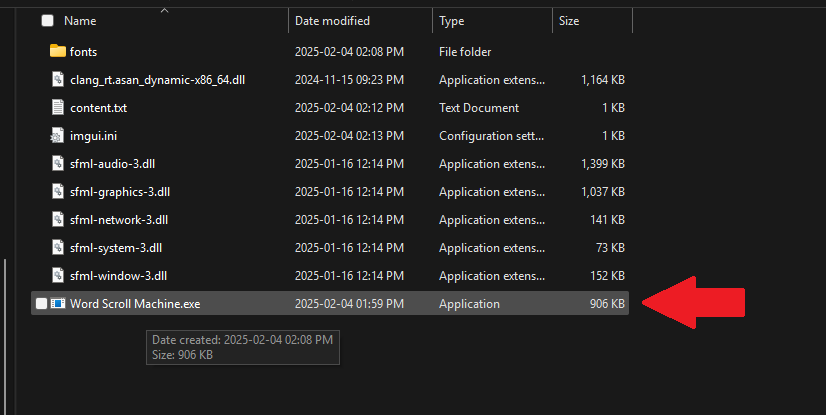 Name Date modified Type Size
fonts 2025-02-04 02:08 PM File folder
clang_rt.asan_dynamic-x86_64.dll 2024-11-15 09:23 PM Application extens... 1,164 KB
content.txt 2025-02-04 02:12 PM Text Document 1 KB
imgui.ini 2025-02-04 02:13 PM Configuration sett... 1 KB
sfml-audio-3.dll 2025-01-16 12:14 PM Application extens... 1,399 KB
sfml-graphics-3.dll 2025-01-16 12:14 PM Application extens... 1,037 KB
sfml-network-3.dll 2025-01-16 12:14 PM Application extens... 141 KB
sfml-system-3.dll 2025-01-16 12:14 PM Application extens... 73 KB
sfml-window-3.dll 2025-01-16 12:14 PM Application extens... 152 KB
Word Scroll Machine.exe 2025-02-04 01:59 PM Application 906 KB
Date created: 2025-02-04 02:08 PM
Size: 906 KB